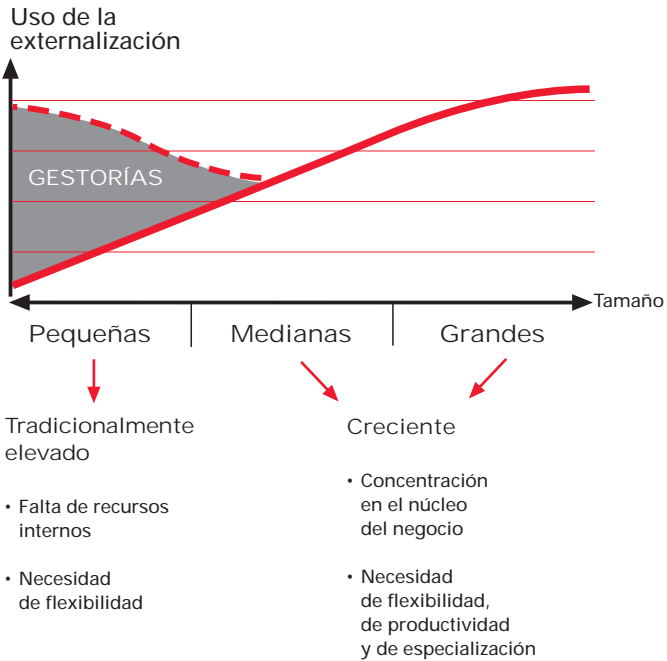 Uso de la
externalización
GESTORÍAS
Tamaño
Pequeñas
Medianas
Grandes
Tradicionalmente
elevado
• Falta de recursos
internos
• Necesidad
de flexibilidad
Creciente
• Concentración
en el núcleo
del negocio
• Necesidad
de flexibilidad,
de productividad
y de especialización